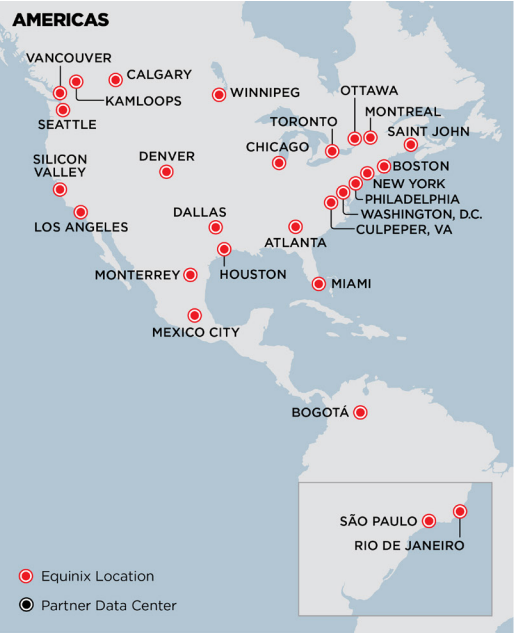 AMERICAS
VANCOUVER
CALGARY
KAMLOOPS
WINNIPEG
OTTAWA
MONTREAL
SEATTLE
TORONTO
SAINT JOHN
CHICAGO
SILICON
VALLEY
DENVER
BOSTON
NEW YORK
PHILADELPHIA
WASHINGTON, D.C.
CULPEPER, VA
LOS ANGELES
DALLAS
ATLANTA
MONTERREY
HOUSTON
MIAMI
MEXICO CITY
BOGOTÁ
SÃO PAULO
RIO DE JANEIRO
Equinix Location
Partner Data Center